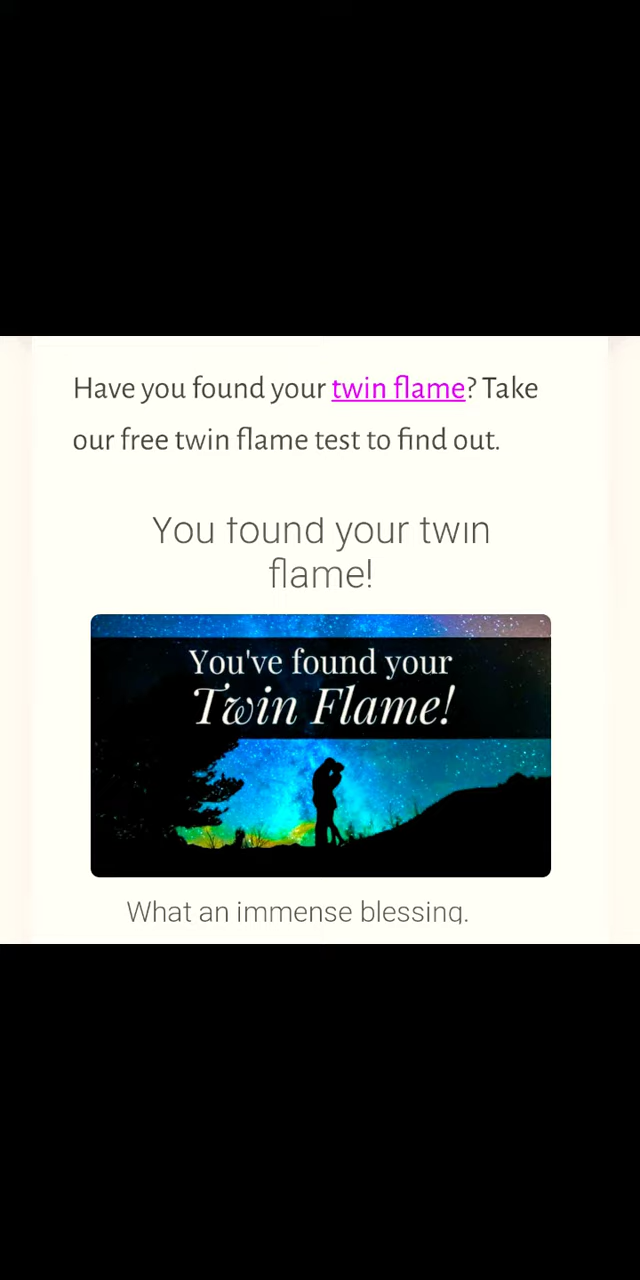 Have you found your twin flame? Take
our free twin flame test to find out.
You found your twin
flame!
You've found your
Twin Flame!
What an immense blessing.